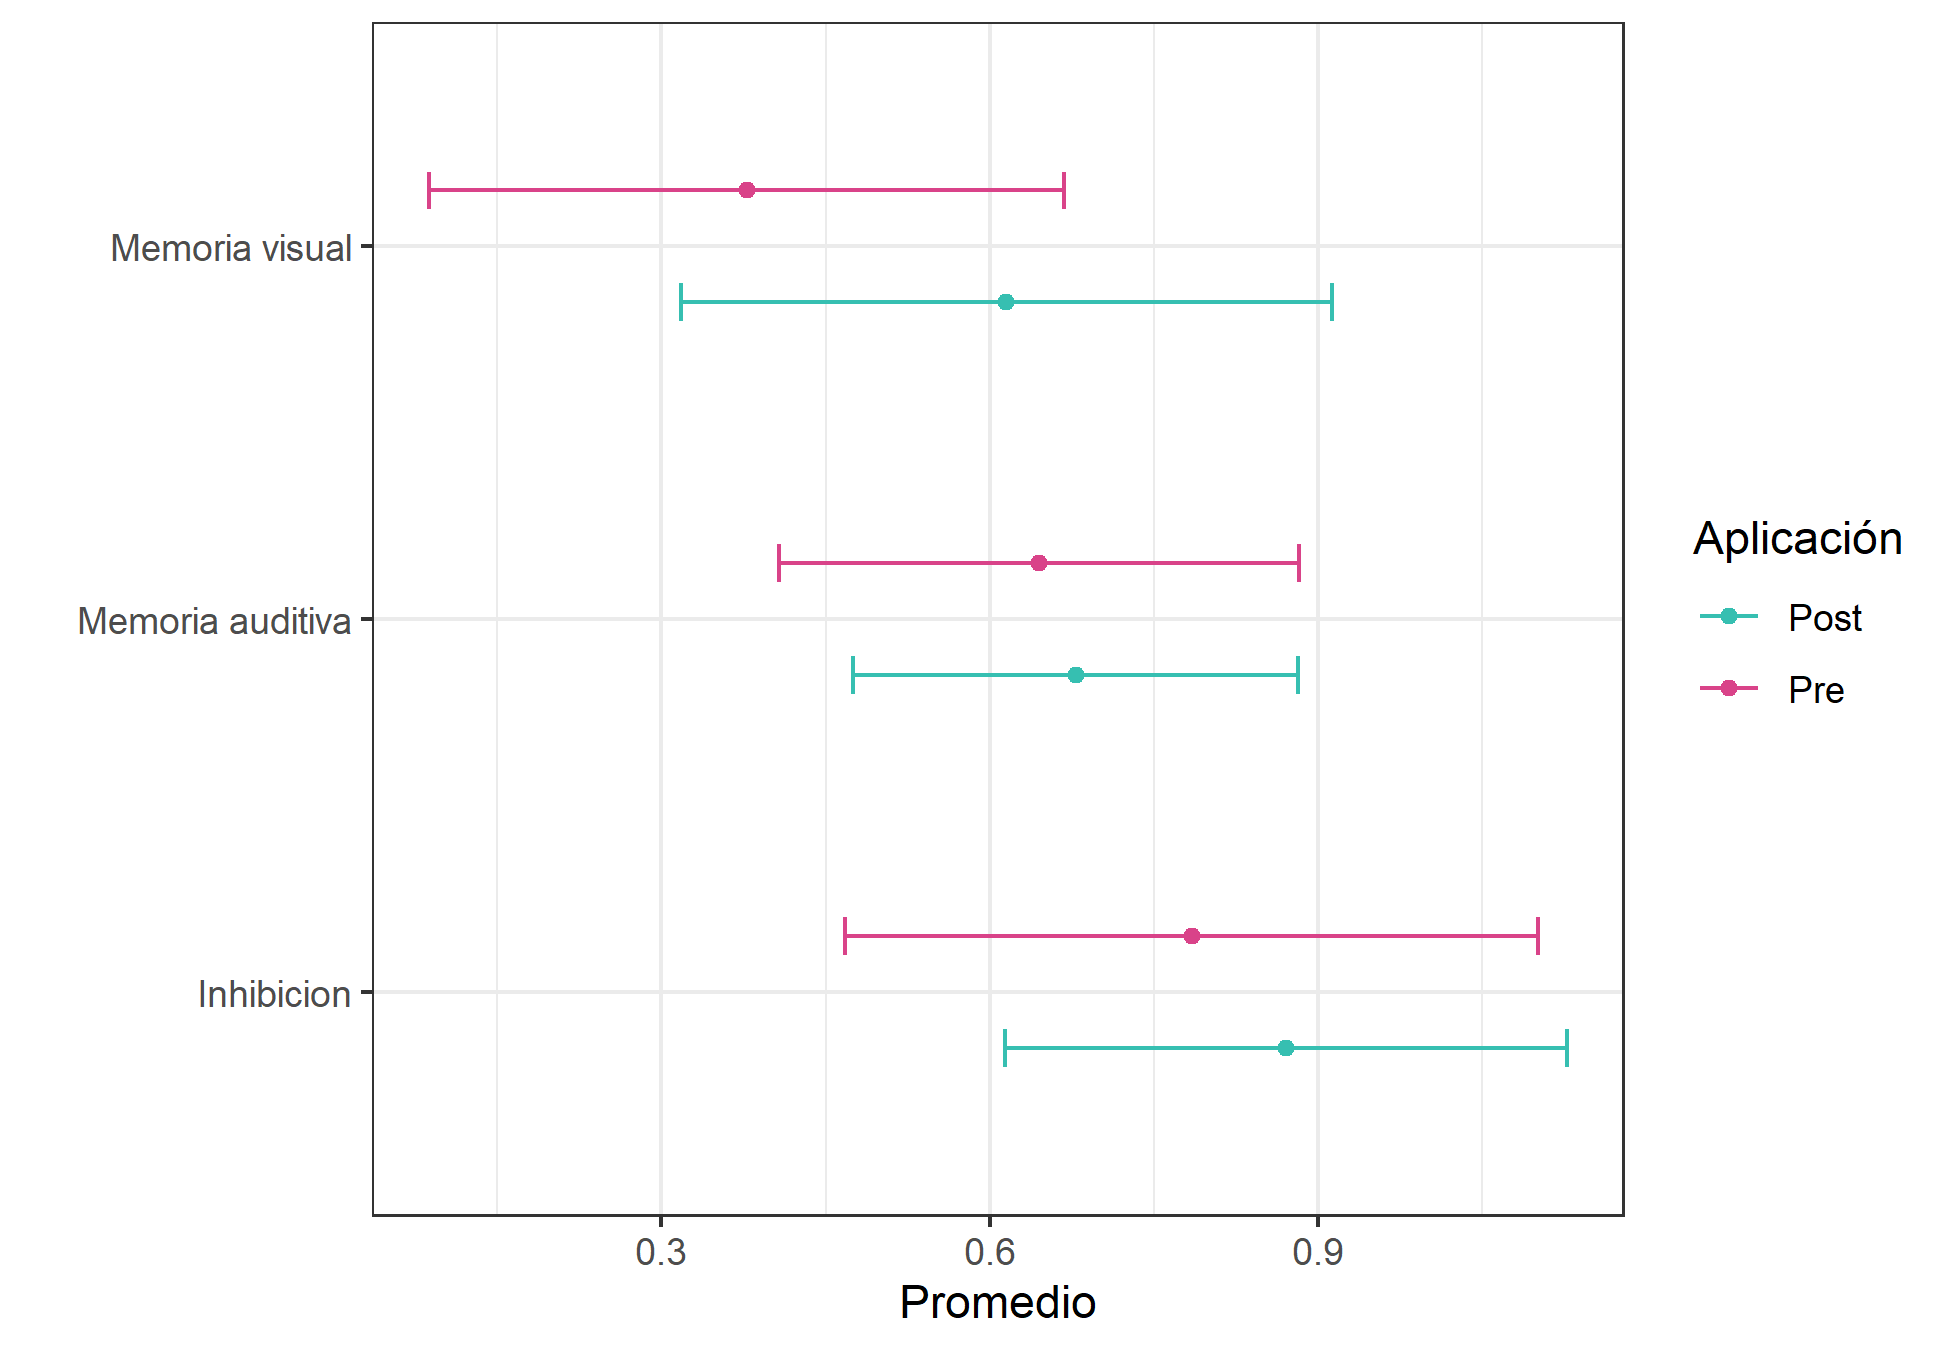 Memoria visual
Memoria auditiva
Inhibicion
0.3 0.6 0.9
Promedio
Aplicación
Post
Pre